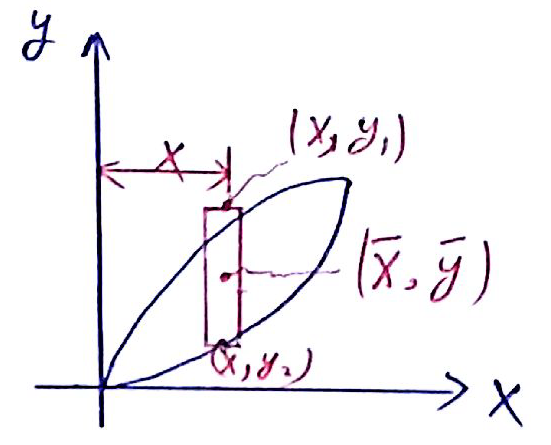 y
(x, y₁)
x
(x̄, ȳ)
(x, y₂)
x